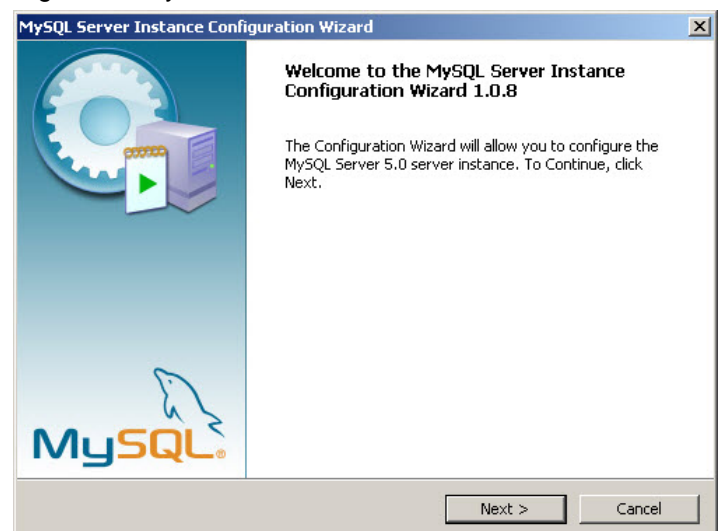 MySQL Server Instance Configuration Wizard
Welcome to the MySQL Server Instance
Configuration Wizard 1.0.8
The Configuration Wizard will allow you to configure the
MySQL Server 5.0 server instance. To Continue, click
Next.
MySQL®
Next >
Cancel